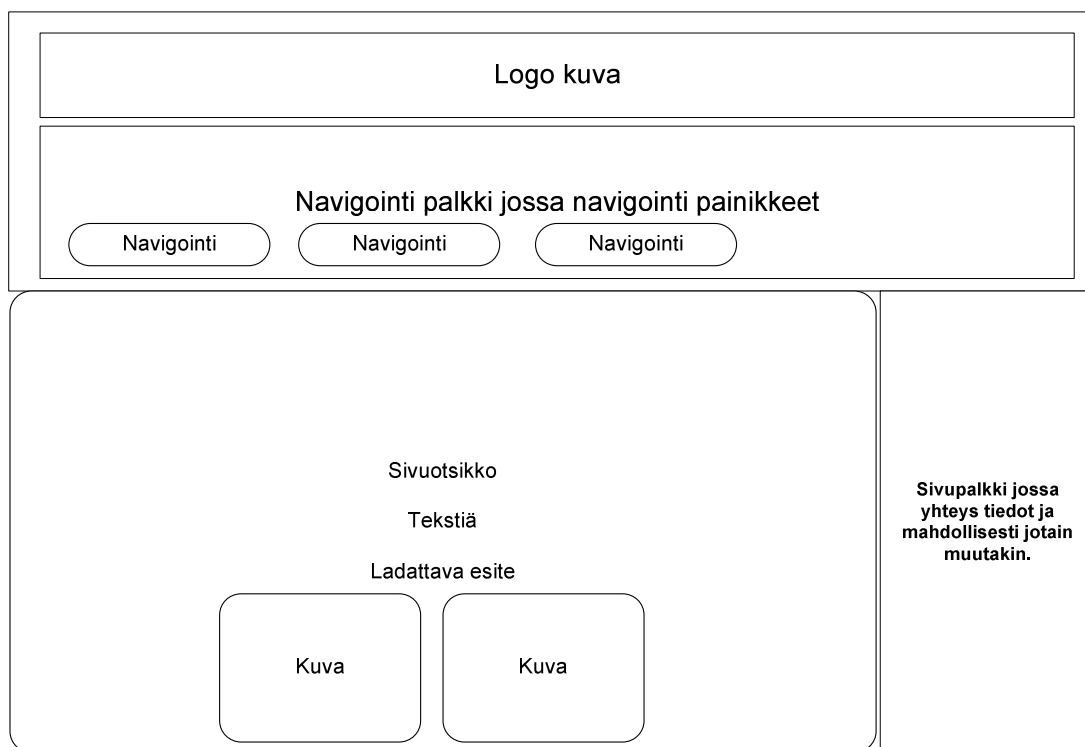 Logo kuva
Navigointi palkki jossa navigointi painikkeet
Navigointi
Navigointi
Navigointi
Sivuotsikko
Tekstiä
Ladattava esite
Kuva
Kuva
Sivupalkki jossa
yhteys tiedot ja
mahdollisesti jotain
muutakin.